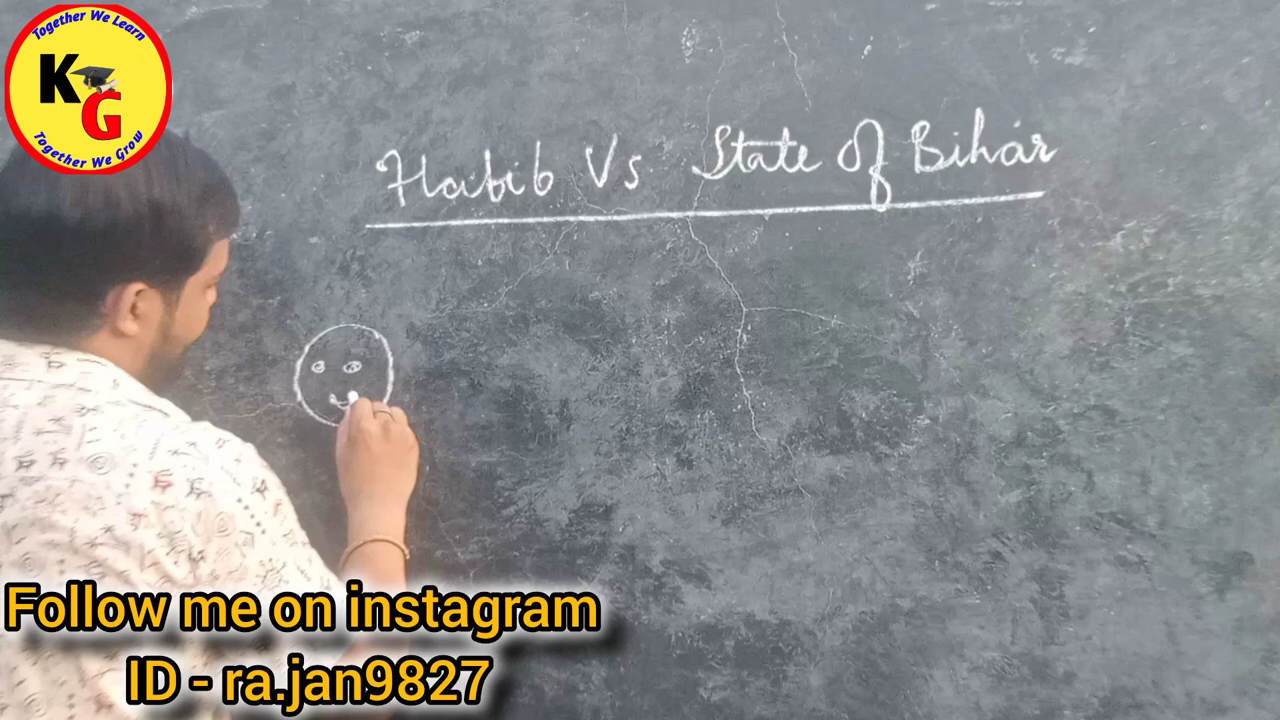 Together We Learn
KG
Together We Grow
Habib Vs State Of Bihar
Follow me on instagram
ID - ra.jan9827